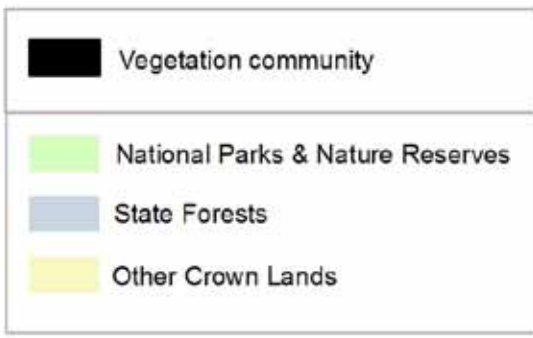 Vegetation community
National Parks & Nature Reserves
State Forests
Other Crown Lands